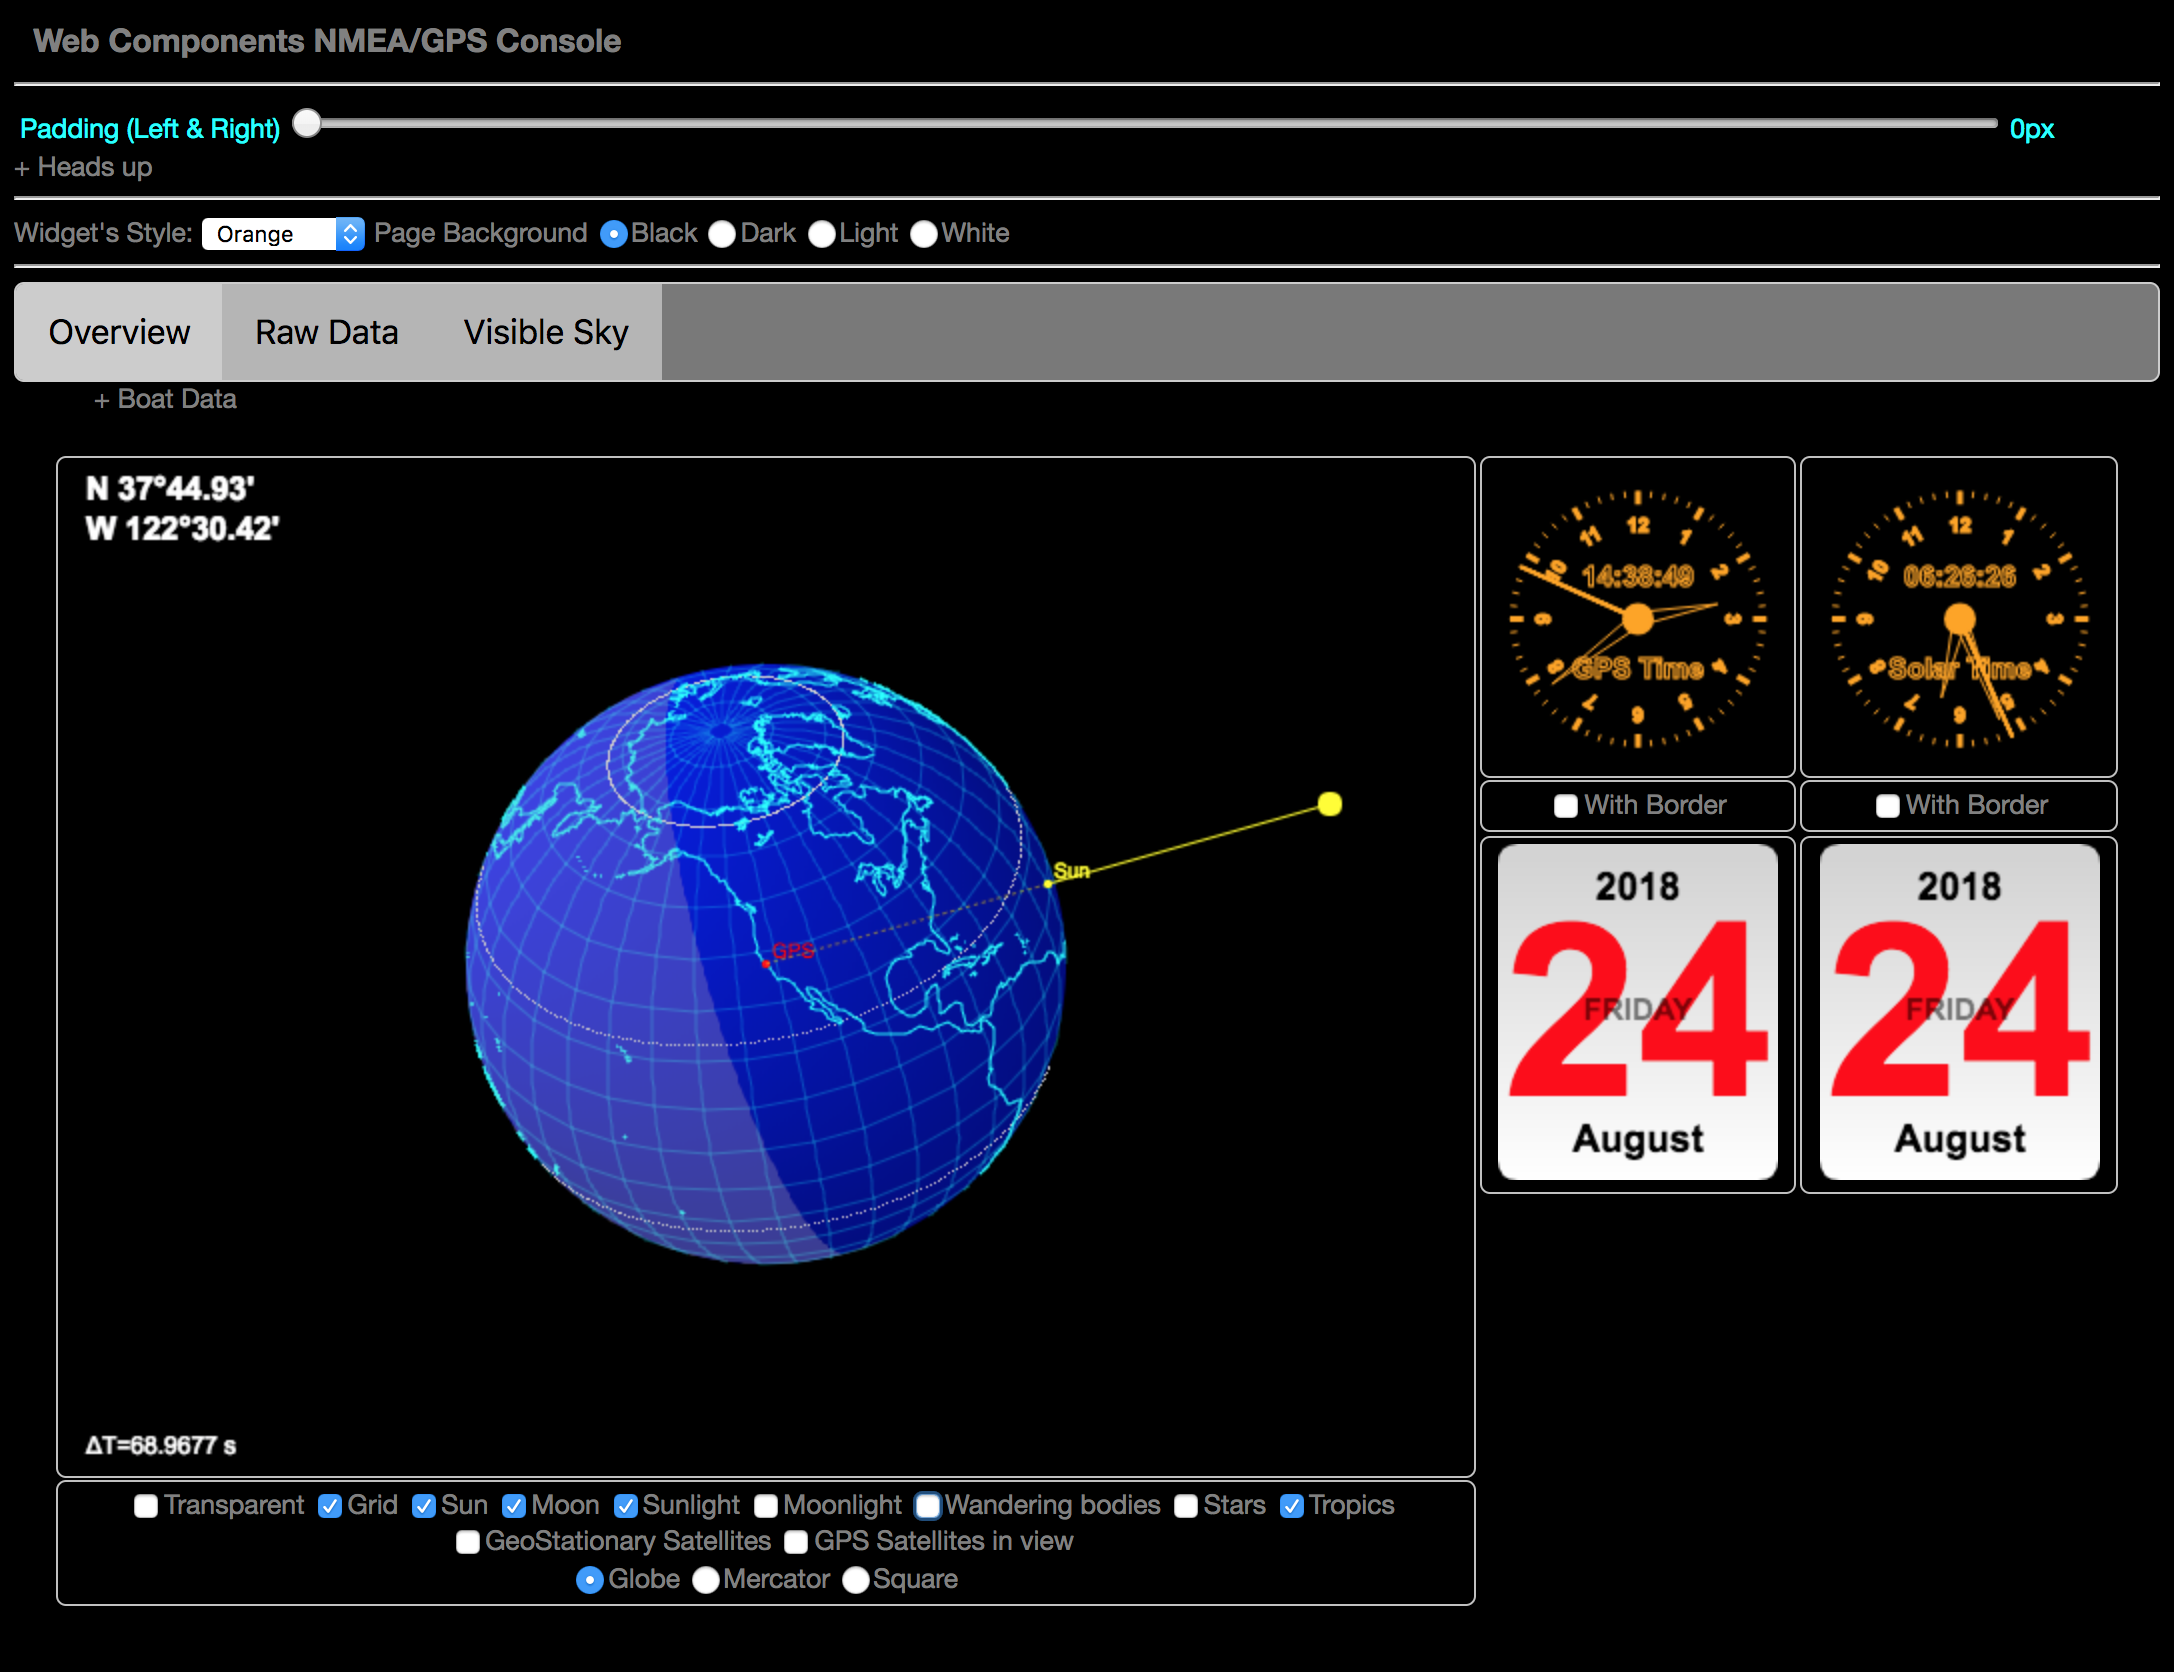 Web Components NMEA/GPS Console
Padding (Left & Right) 0px
+ Heads up
Widget's Style: Orange Page Background Black Dark Light White
Overview Raw Data Visible Sky
+ Boat Data
N 37°44.93'
W 122°30.42'
Sun
GPS
ΔT=68.9677 s
Transparent Grid Sun Moon Sunlight Moonlight Wandering bodies Stars Tropics
GeoStationary Satellites GPS Satellites in view
Globe Mercator Square
12
1
2
3
4
5
6
7
8
9
10
11
14:38:49
GPS Time
12
1
2
3
4
5
6
7
8
9
10
11
06:26:26
Solar Time
With Border
With Border
2018
24
FRIDAY
August
2018
24
FRIDAY
August